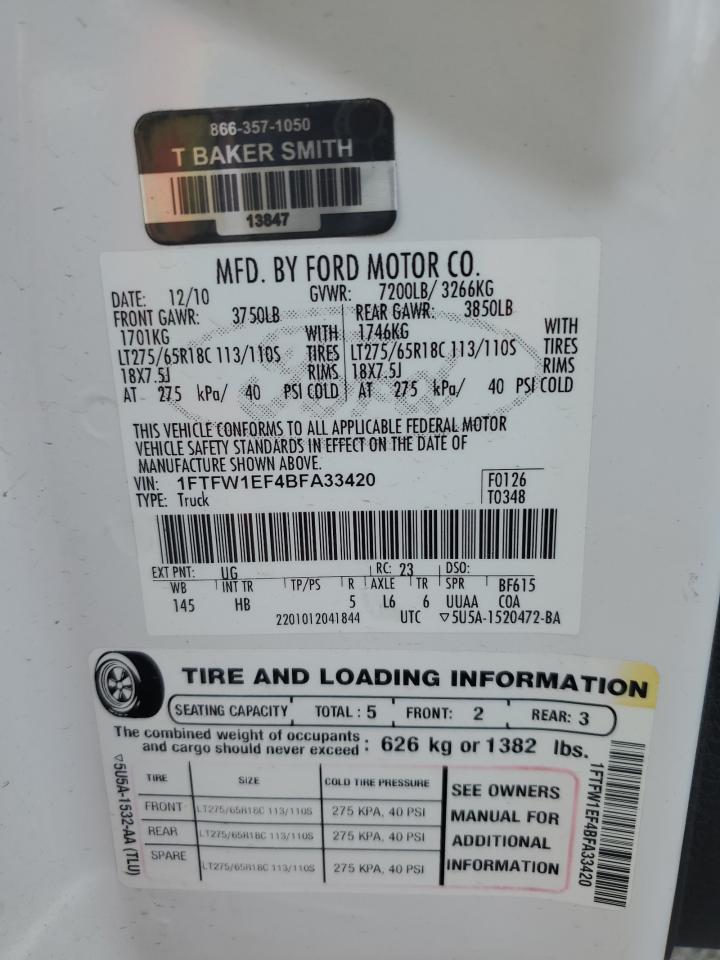 866-357-1050
T BAKER SMITH
13847
MFD. BY FORD MOTOR CO.
DATE: 12/10 GVWR: 7200LB/ 3266KG
FRONT GAWR: 3750LB REAR GAWR: 3850LB
1701KG WITH 1746KG WITH
LT275/65R18C 113/110S TIRES LT275/65R18C 113/110S TIRES
18X7.5J RIMS 18X7.5J RIMS
AT 275 kPa/ 40 PSI COLD AT 275 kPa/ 40 PSI COLD
THIS VEHICLE CONFORMS TO ALL APPLICABLE FEDERAL MOTOR
VEHICLE SAFETY STANDARDS IN EFFECT ON THE DATE OF
MANUFACTURE SHOWN ABOVE.
VIN: 1FTFW1EF4BFA33420 F0126
TYPE: Truck T0348
EXT PNT: UG RC: 23 DSO:
WB INT TR TP/PS R AXLE TR SPR BF615
145 HB 5 L6 6 UUAA COA
2201012041844 UTC ▽5U5A-1520472-BA
TIRE AND LOADING INFORMATION
SEATING CAPACITY TOTAL : 5 FRONT: 2 REAR: 3
The combined weight of occupants
and cargo should never exceed : 626 kg or 1382 lbs.
TIRE SIZE COLD TIRE PRESSURE
FRONT LT275/65R18C 113/110S 275 KPA, 40 PSI
REAR LT275/65R18C 113/110S 275 KPA, 40 PSI
SPARE LT275/65R18C 113/110S 275 KPA, 40 PSI
SEE OWNERS
MANUAL FOR
ADDITIONAL
INFORMATION
▽5U5A-1532-AA (TLU)
1FTFW1EF4BFA33420